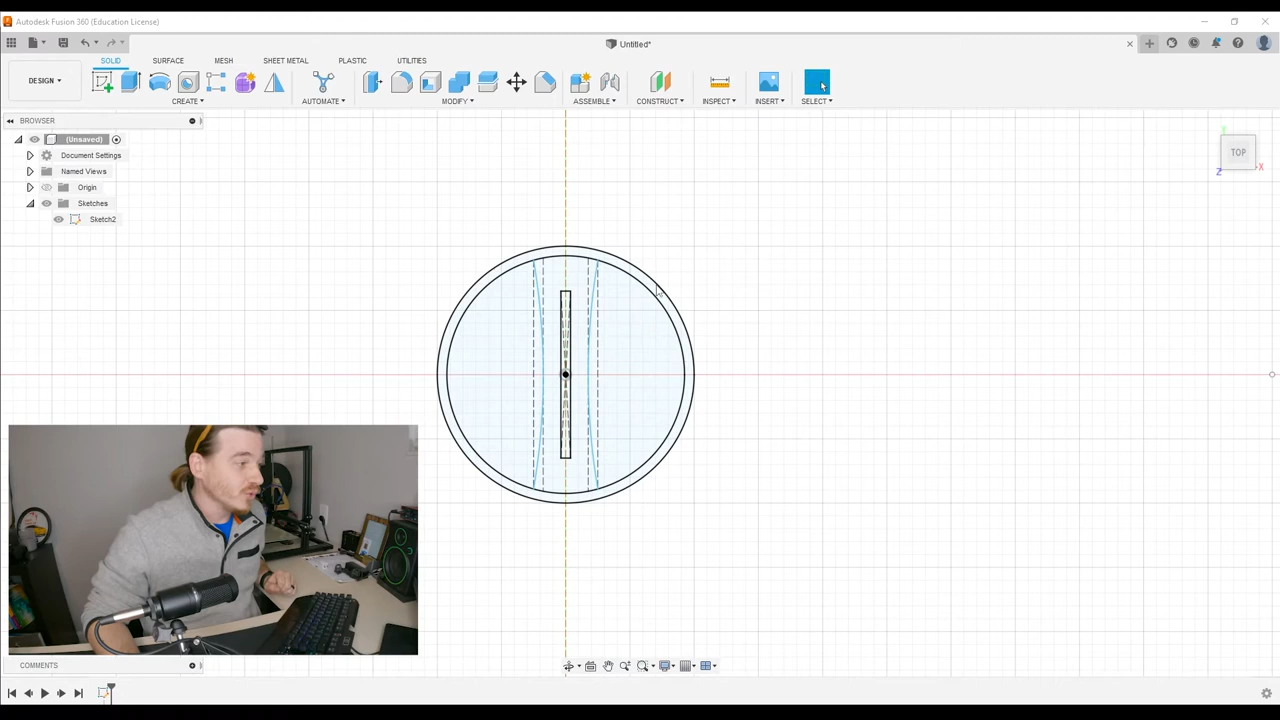 Autodesk Fusion 360 (Education License)
Untitled*
DESIGN
SOLID
SURFACE
MESH
SHEET METAL
PLASTIC
UTILITIES
CREATE
AUTOMATE
MODIFY
ASSEMBLE
CONSTRUCT
INSPECT
INSERT
SELECT
BROWSER
(Unsaved)
Document Settings
Named Views
Origin
Sketches
Sketch2
TOP
Y
X
Z
COMMENTS